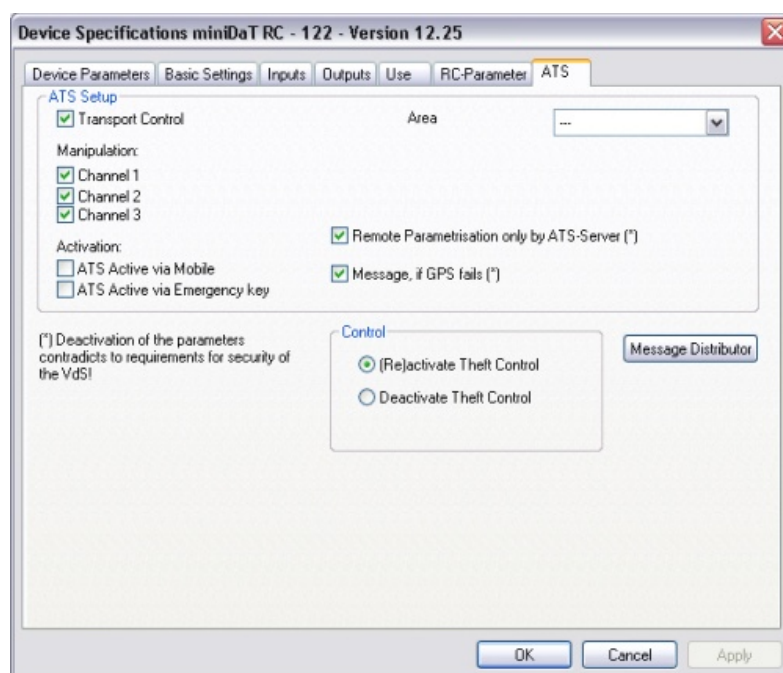 Device Specifications miniDaT RC - 122 - Version 12.25
Device Parameters
Basic Settings
Inputs
Outputs
Use
RC-Parameter
ATS
ATS Setup
Transport Control
Area
---
Manipulation:
Channel 1
Channel 2
Channel 3
Remote Parametrisation only by ATS-Server (*)
Activation:
ATS Active via Mobile
Message, if GPS fails (*)
ATS Active via Emergency key
(*) Deactivation of the parameters
contradicts to requirements for security of
the VdS!
Control
(Re)activate Theft Control
Deactivate Theft Control
Message Distributor
OK
Cancel
Apply